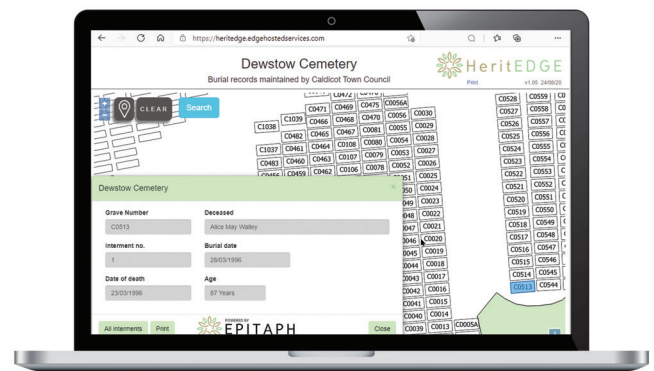 https://heritedge.edgehostedservices.com
Dewstow Cemetery
Burial records maintained by Caldicot Town Council
HeritEDGE
Print
v1.05 24/08/20
CLEAR
Search
C0471 C0469 C0475 C0056A
C1039 C0466 C0468 C0470 C0056 C0030
C1038 C0482 C0465 C0467 C0081 C0055 C0029
C1037 C0461 C0464 C0108 C0080 C0054 C0028
C0483 C0460 C0463 C0107 C0079 C0053 C0027
C0459 C0462 C0106 C0078 C0052 C0026
C0025
C0024
C0023
C0022
C0021
C0020
C0019
C0018
C0043 C0017
C0042 C0016
C0041 C0015
C0040 C0014
C0039 C0013 C0005A
C0528 C0559
C0527 C0558
C0526 C0557
C0525 C0556
C0524 C0555
C0523 C0554
C0522 C0553
C0521 C0552
C0520 C0551
C0519 C0550
C0518 C0549
C0517 C0548
C0516 C0547
C0515 C0546
C0514 C0545
C0513 C0544
Dewstow Cemetery
×
Grave Number
Deceased
C0513
Alice May Walley
Interment no.
Burial date
1
28/03/1996
Date of death
Age
23/03/1996
87 Years
All interments
Print
POWERED BY
EPITAPH
Close